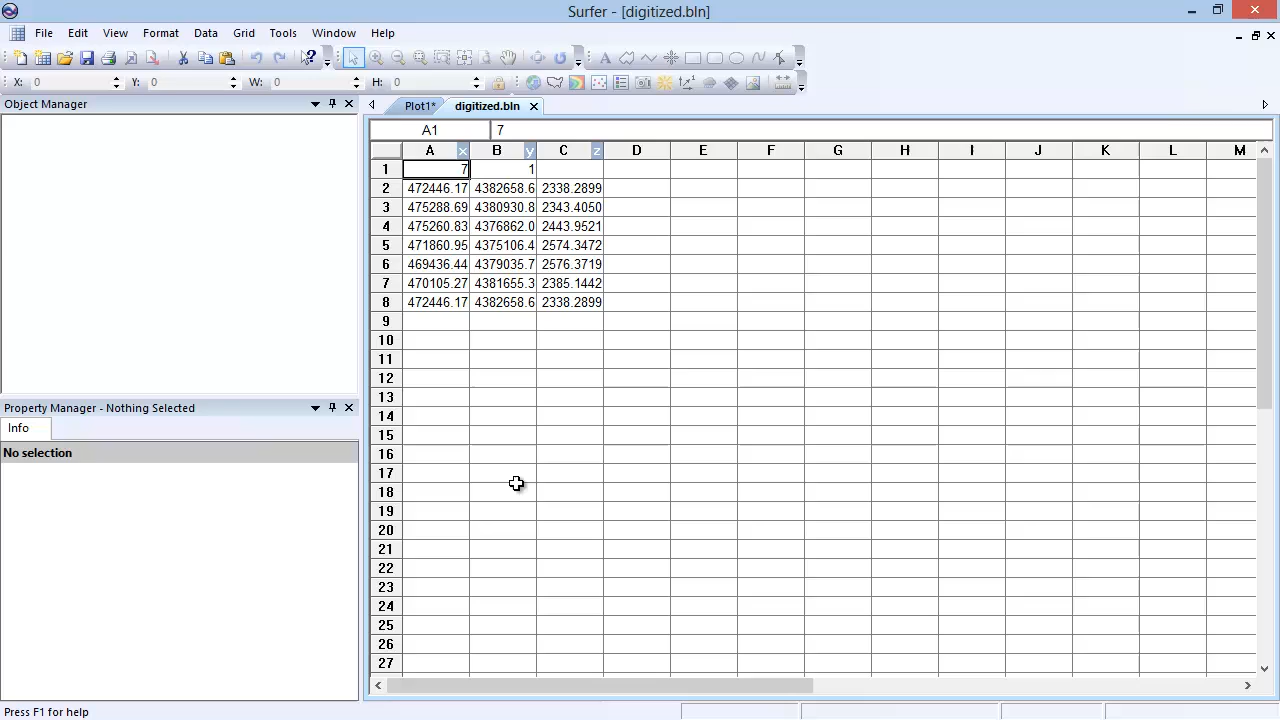 Surfer - [digitized.bln]
File Edit View Format Data Grid Tools Window Help
X: 0 Y: 0 W: 0 H: 0
Object Manager
Plot1* digitized.bln
A1 7
A x B y C z D E F G H I J K L M
1 7 1
2 472446.17 4382658.6 2338.2899
3 475288.69 4380930.8 2343.4050
4 475260.83 4376862.0 2443.9521
5 471860.95 4375106.4 2574.3472
6 469436.44 4379035.7 2576.3719
7 470105.27 4381655.3 2385.1442
8 472446.17 4382658.6 2338.2899
9
10
11
12
13
14
15
16
17
18
19
20
21
22
23
24
25
26
27
Property Manager - Nothing Selected
Info
No selection
Press F1 for help